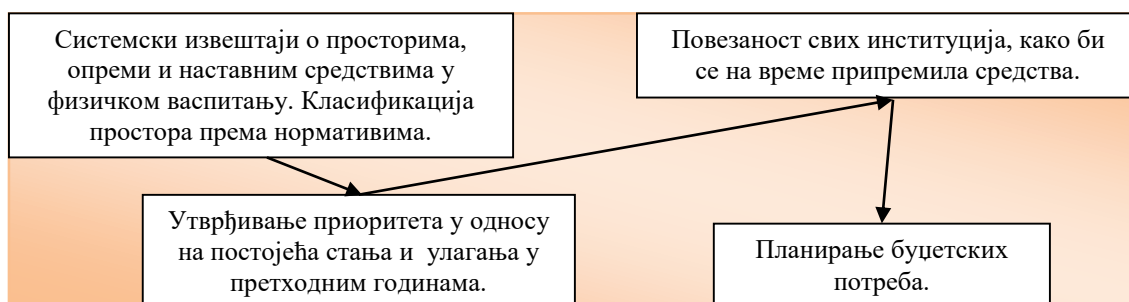 Системски извештаји о просторима,
опреми и наставним средствима у
физичком васпитању. Класификација
простора према нормативима.
Повезаност свих институција, како би
се на време припремила средства.
Утврђивање приоритета у односу
на постојећа стања и улагања у
претходним годинама.
Планирање буџетских
потреба.